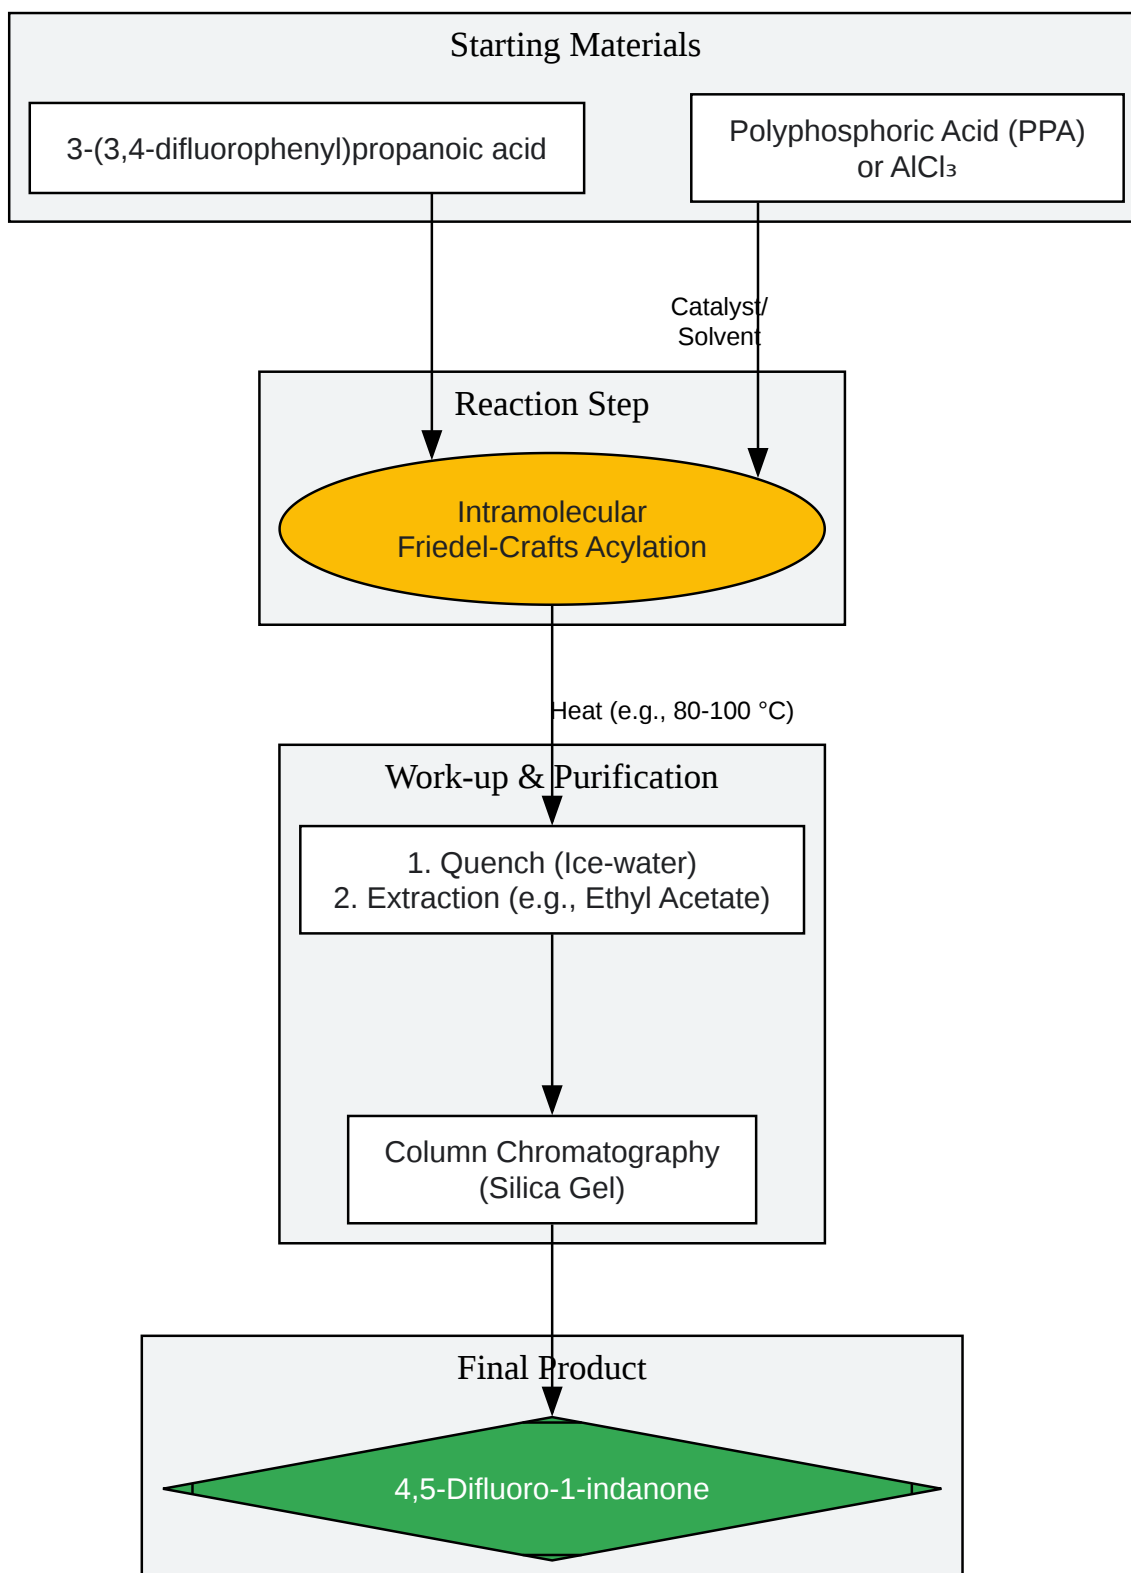 Starting Materials
3-(3,4-difluorophenyl)propanoic acid
Polyphosphoric Acid (PPA)
or AlCl₃
Catalyst/
Solvent
Reaction Step
Intramolecular
Friedel-Crafts Acylation
Heat (e.g., 80-100 °C)
Work-up & Purification
1. Quench (Ice-water)
2. Extraction (e.g., Ethyl Acetate)
Column Chromatography
(Silica Gel)
Final Product
4,5-Difluoro-1-indanone